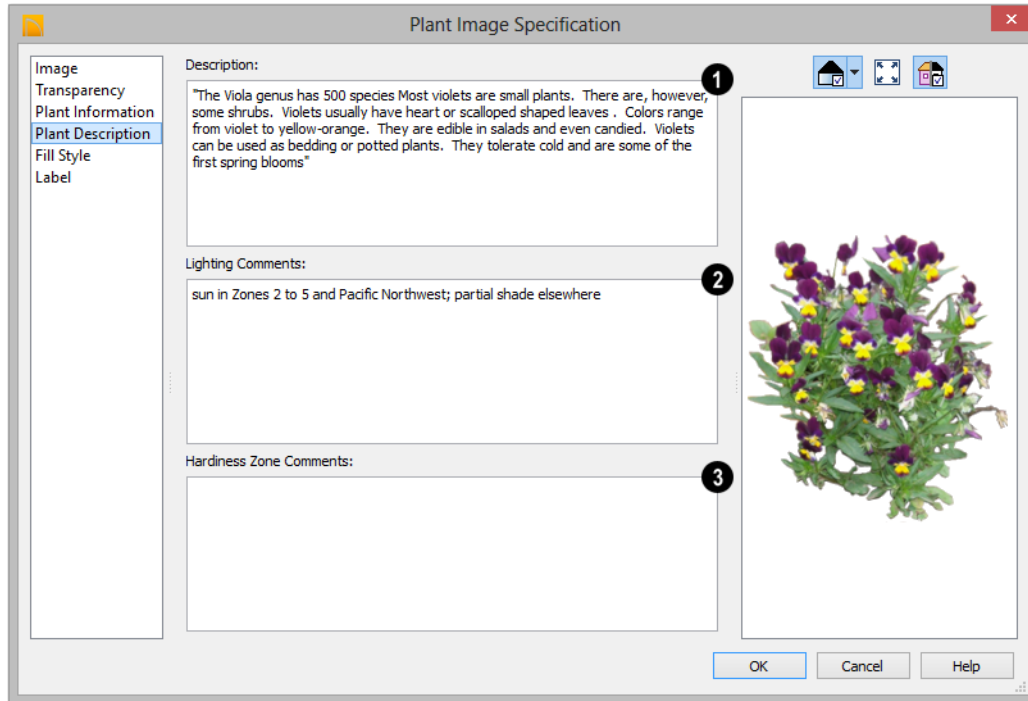 Plant Image Specification
Image
Transparency
Plant Information
Plant Description
Fill Style
Label
Description:
1
"The Viola genus has 500 species Most violets are small plants.  There are, however,
some shrubs.  Violets usually have heart or scalloped shaped leaves .  Colors range
from violet to yellow-orange.  They are edible in salads and even candied.  Violets
can be used as bedding or potted plants.  They tolerate cold and are some of the
first spring blooms"
Lighting Comments:
2
sun in Zones 2 to 5 and Pacific Northwest; partial shade elsewhere
Hardiness Zone Comments:
3
OK Cancel Help